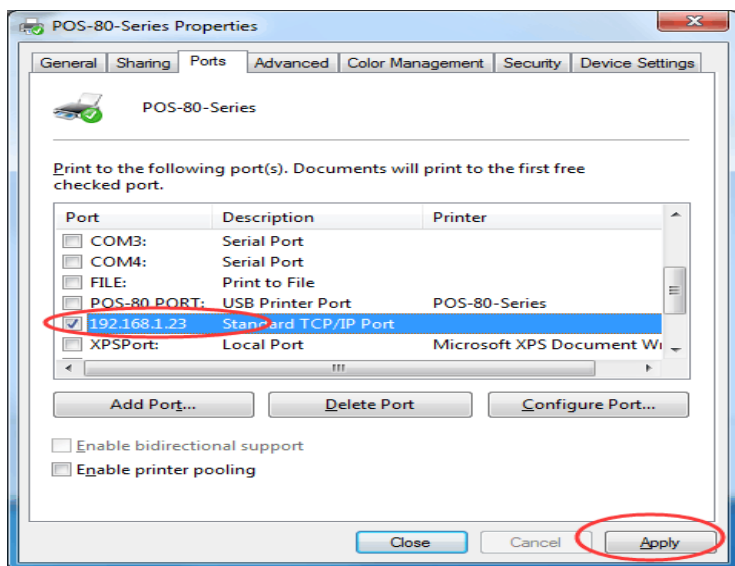 POS-80-Series Properties
General Sharing Ports Advanced Color Management Security Device Settings
POS-80-Series
Print to the following port(s). Documents will print to the first free
checked port.
Port Description Printer
COM3: Serial Port
COM4: Serial Port
FILE: Print to File
POS-80 PORT: USB Printer Port POS-80-Series
192.168.1.23 Standard TCP/IP Port
XPSPort: Local Port Microsoft XPS Document Wr
Add Port... Delete Port Configure Port...
Enable bidirectional support
Enable printer pooling
Close Cancel Apply